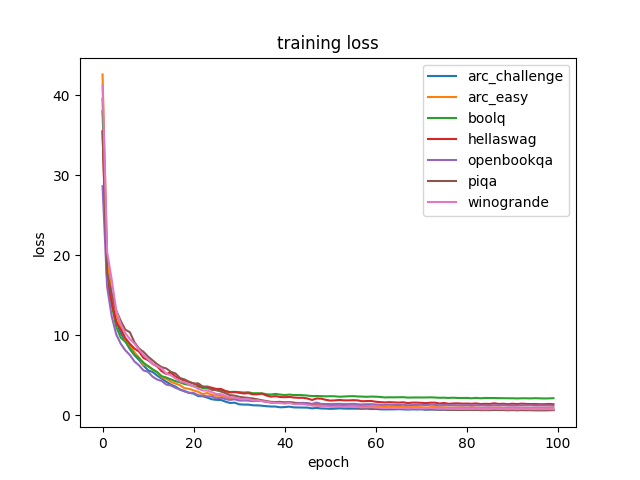 training loss
arc_challenge
arc_easy
boolq
hellaswag
openbookqa
piqa
winogrande
loss
40
30
20
10
0
0 20 40 60 80 100
epoch